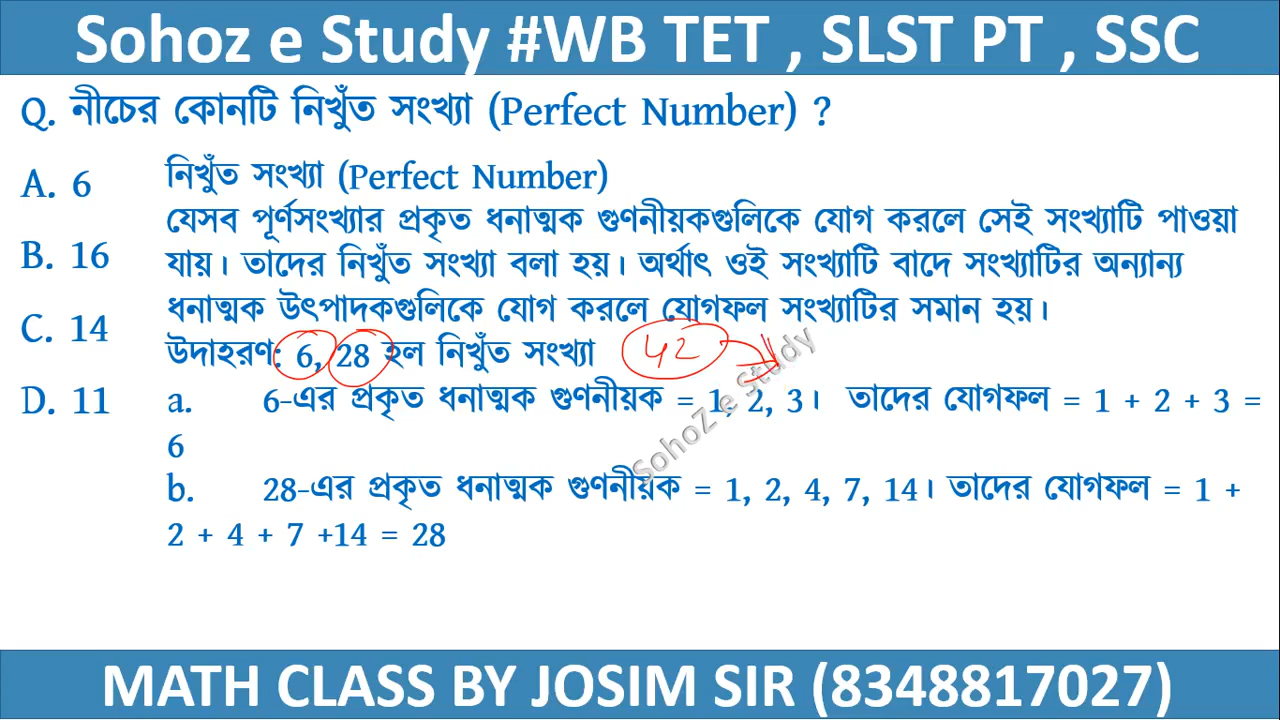 Sohoz e Study #WB TET , SLST PT , SSC
Q. নীচের কোনটি নিখুঁত সংখ্যা (Perfect Number) ?
A. 6
B. 16
C. 14
D. 11
নিখুঁত সংখ্যা (Perfect Number)
যেসব পূর্ণসংখ্যার প্রকৃত ধনাত্মক গুণনীয়কগুলিকে যোগ করলে সেই সংখ্যাটি পাওয়া
যায়। তাদের নিখুঁত সংখ্যা বলা হয়। অর্থাৎ ওই সংখ্যাটি বাদে সংখ্যাটির অন্যান্য
ধনাত্মক উৎপাদকগুলিকে যোগ করলে যোগফল সংখ্যাটির সমান হয়।
উদাহরণ: 6, 28 হল নিখুঁত সংখ্যা 42
a. 6-এর প্রকৃত ধনাত্মক গুণনীয়ক = 1, 2, 3। তাদের যোগফল = 1 + 2 + 3 =
6
b. 28-এর প্রকৃত ধনাত্মক গুণনীয়ক = 1, 2, 4, 7, 14। তাদের যোগফল = 1 +
2 + 4 + 7 +14 = 28
SohoZ e Study
MATH CLASS BY JOSIM SIR (8348817027)